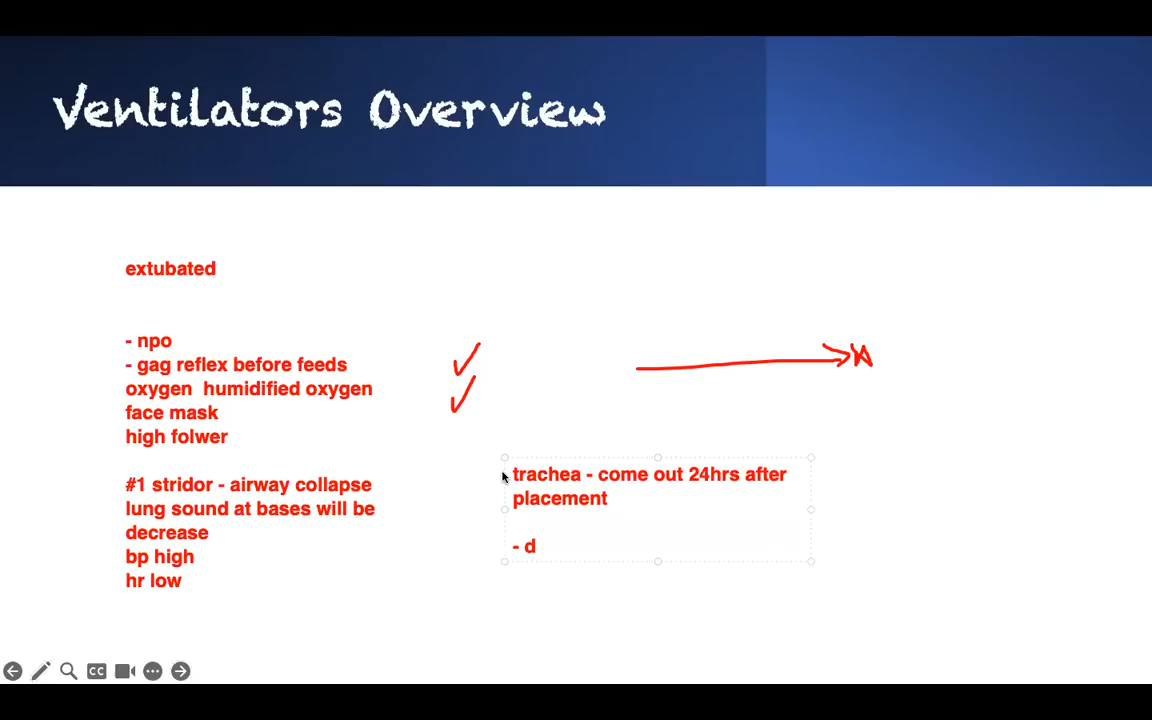 Ventilators Overview
extubated
- npo
- gag reflex before feeds
oxygen  humidified oxygen
face mask
high folwer
#1 stridor - airway collapse
lung sound at bases will be
decrease
bp high
hr low
trachea - come out 24hrs after
placement
- d
CC